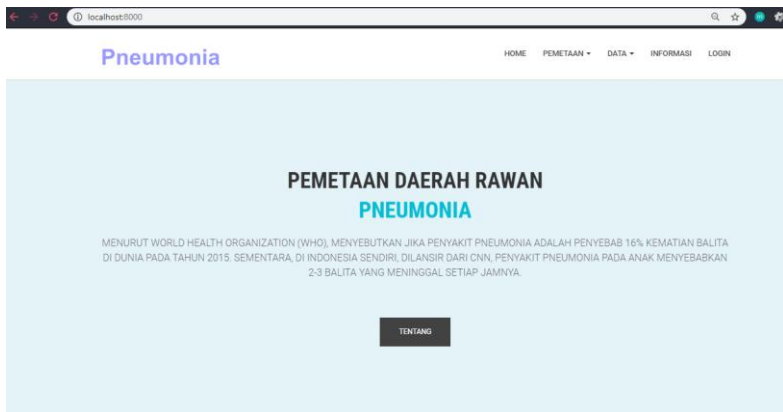 localhost:8000
Pneumonia
HOME PEMETAAN DATA INFORMASI LOGIN
PEMETAAN DAERAH RAWAN
PNEUMONIA
MENURUT WORLD HEALTH ORGANIZATION (WHO), MENYEBUTKAN JIKA PENYAKIT PNEUMONIA ADALAH PENYEBAB 16% KEMATIAN BALITA
DI DUNIA PADA TAHUN 2015. SEMENTARA, DI INDONESIA SENDIRI, DILANSIR DARI CNN, PENYAKIT PNEUMONIA PADA ANAK MENYEBABKAN
2-3 BALITA YANG MENINGGAL SETIAP JAMNYA.
TENTANG